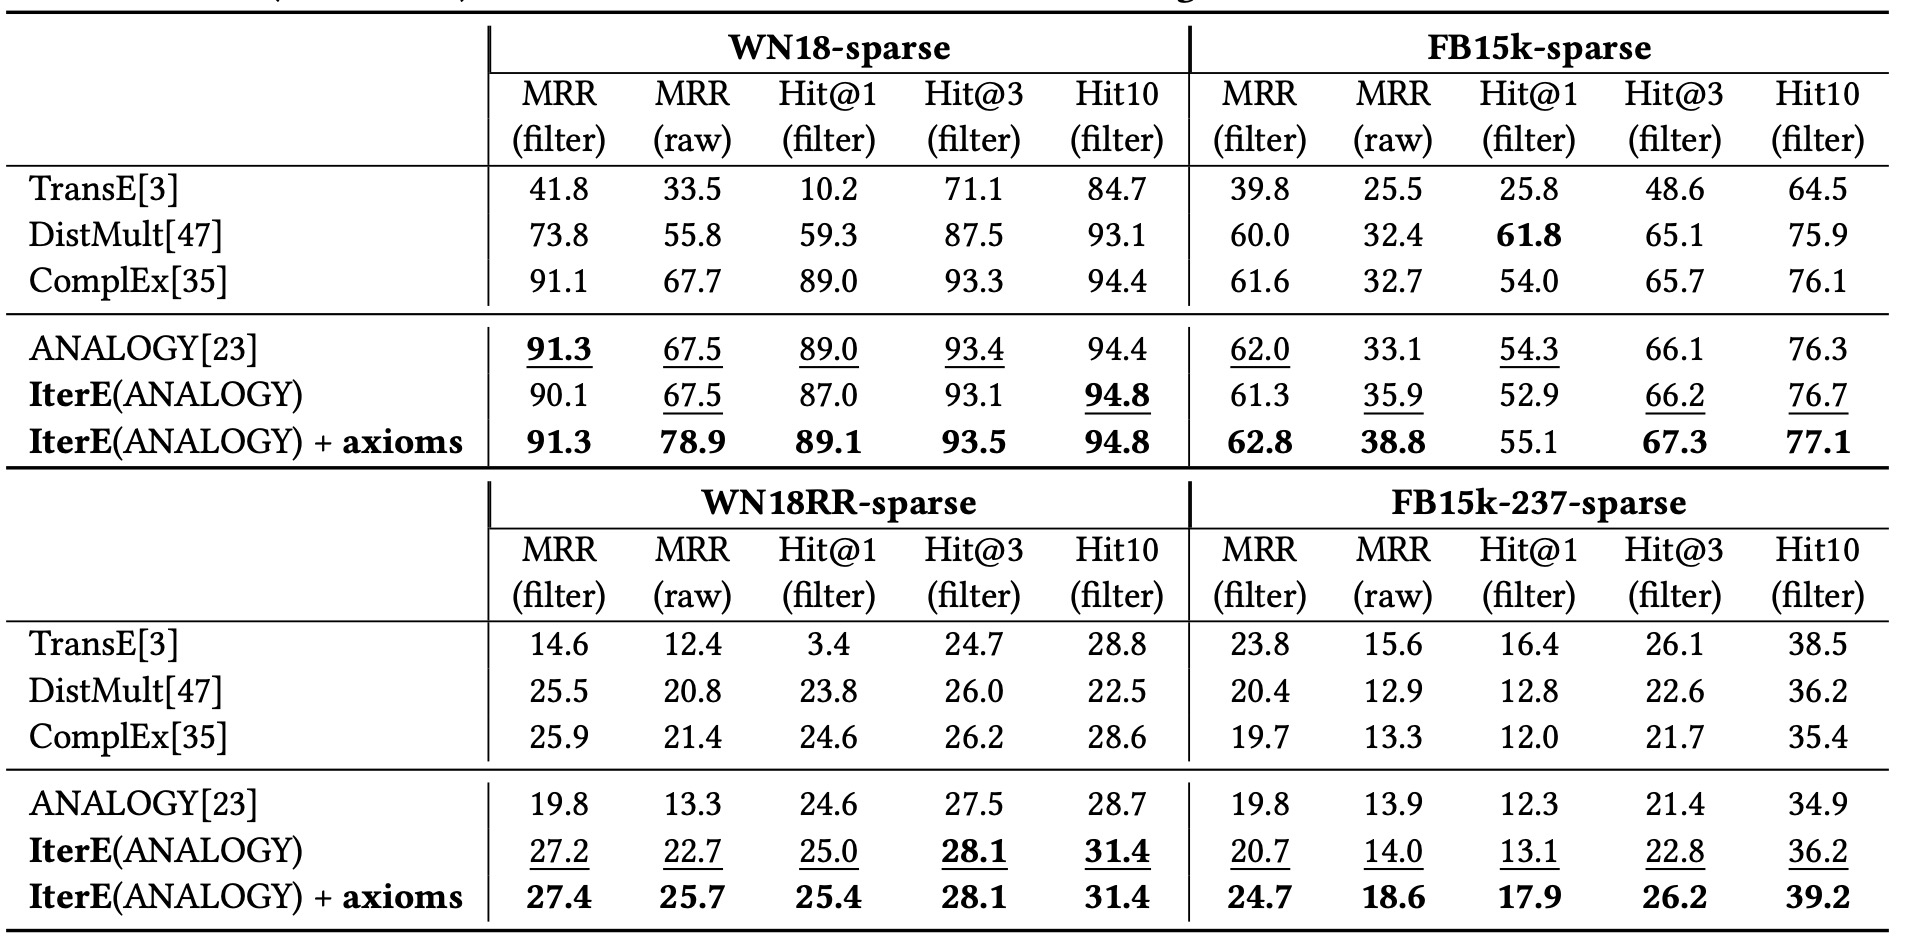 WN18-sparse FB15k-sparse
MRR MRR Hit@1 Hit@3 Hit10 MRR MRR Hit@1 Hit@3 Hit10
(filter) (raw) (filter) (filter) (filter) (filter) (raw) (filter) (filter) (filter)
TransE[3] 41.8 33.5 10.2 71.1 84.7 39.8 25.5 25.8 48.6 64.5
DistMult[47] 73.8 55.8 59.3 87.5 93.1 60.0 32.4 61.8 65.1 75.9
ComplEx[35] 91.1 67.7 89.0 93.3 94.4 61.6 32.7 54.0 65.7 76.1
ANALOGY[23] 91.3 67.5 89.0 93.4 94.4 62.0 33.1 54.3 66.1 76.3
IterE(ANALOGY) 90.1 67.5 87.0 93.1 94.8 61.3 35.9 52.9 66.2 76.7
IterE(ANALOGY) + axioms 91.3 78.9 89.1 93.5 94.8 62.8 38.8 55.1 67.3 77.1
WN18RR-sparse FB15k-237-sparse
MRR MRR Hit@1 Hit@3 Hit10 MRR MRR Hit@1 Hit@3 Hit10
(filter) (raw) (filter) (filter) (filter) (filter) (raw) (filter) (filter) (filter)
TransE[3] 14.6 12.4 3.4 24.7 28.8 23.8 15.6 16.4 26.1 38.5
DistMult[47] 25.5 20.8 23.8 26.0 22.5 20.4 12.9 12.8 22.6 36.2
ComplEx[35] 25.9 21.4 24.6 26.2 28.6 19.7 13.3 12.0 21.7 35.4
ANALOGY[23] 19.8 13.3 24.6 27.5 28.7 19.8 13.9 12.3 21.4 34.9
IterE(ANALOGY) 27.2 22.7 25.0 28.1 31.4 20.7 14.0 13.1 22.8 36.2
IterE(ANALOGY) + axioms 27.4 25.7 25.4 28.1 31.4 24.7 18.6 17.9 26.2 39.2